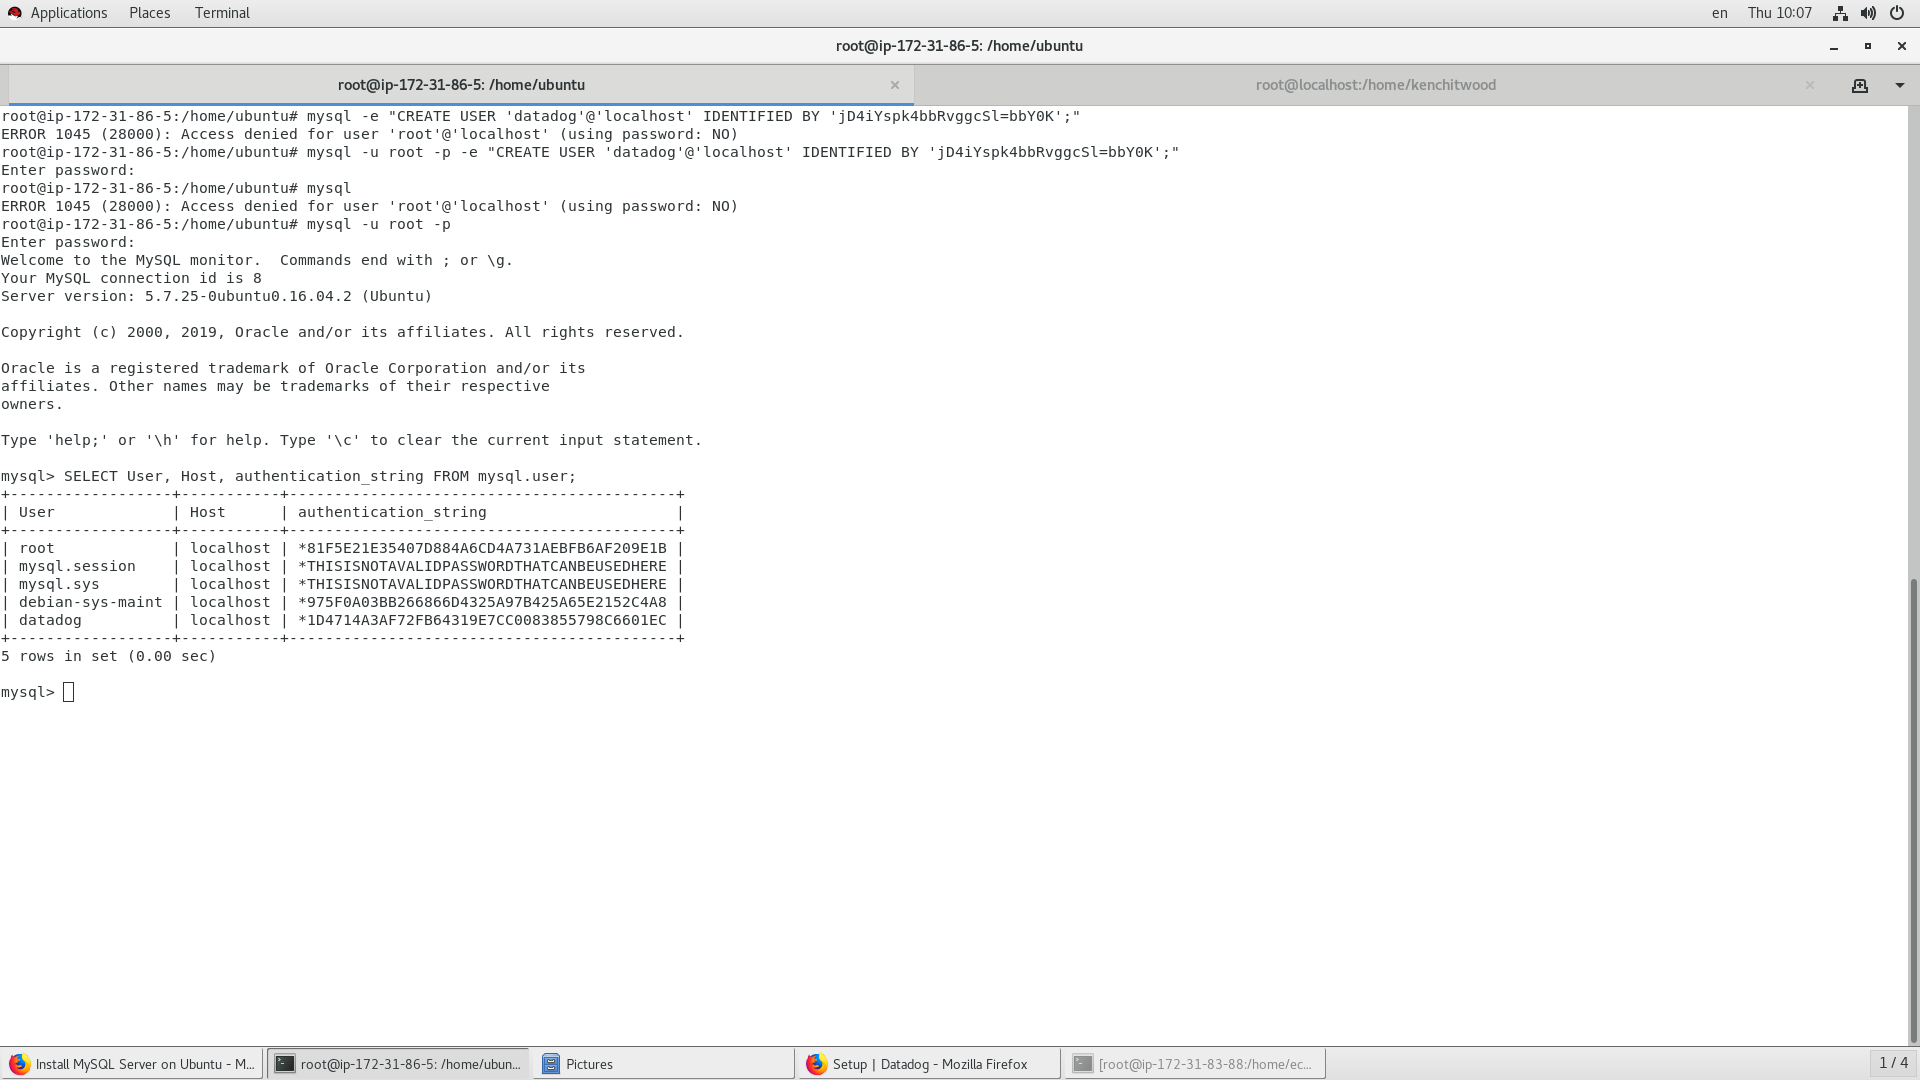 Applications Places Terminal en Thu 10:07
root@ip-172-31-86-5: /home/ubuntu
root@ip-172-31-86-5: /home/ubuntu root@localhost:/home/kenchitwood
root@ip-172-31-86-5:/home/ubuntu# mysql -e "CREATE USER 'datadog'@'localhost' IDENTIFIED BY 'jD4iYspk4bbRvggcSl=bbY0K';"
ERROR 1045 (28000): Access denied for user 'root'@'localhost' (using password: NO)
root@ip-172-31-86-5:/home/ubuntu# mysql -u root -p -e "CREATE USER 'datadog'@'localhost' IDENTIFIED BY 'jD4iYspk4bbRvggcSl=bbY0K';"
Enter password:
root@ip-172-31-86-5:/home/ubuntu# mysql
ERROR 1045 (28000): Access denied for user 'root'@'localhost' (using password: NO)
root@ip-172-31-86-5:/home/ubuntu# mysql -u root -p
Enter password:
Welcome to the MySQL monitor.  Commands end with ; or \g.
Your MySQL connection id is 8
Server version: 5.7.25-0ubuntu0.16.04.2 (Ubuntu)

Copyright (c) 2000, 2019, Oracle and/or its affiliates. All rights reserved.

Oracle is a registered trademark of Oracle Corporation and/or its
affiliates. Other names may be trademarks of their respective
owners.

Type 'help;' or '\h' for help. Type '\c' to clear the current input statement.

mysql> SELECT User, Host, authentication_string FROM mysql.user;
+------------------+-----------+-------------------------------------------+
| User             | Host      | authentication_string                     |
+------------------+-----------+-------------------------------------------+
| root             | localhost | *81F5E21E35407D884A6CD4A731AEBFB6AF209E1B |
| mysql.session    | localhost | *THISISNOTAVALIDPASSWORDTHATCANBEUSEDHERE |
| mysql.sys        | localhost | *THISISNOTAVALIDPASSWORDTHATCANBEUSEDHERE |
| debian-sys-maint | localhost | *975F0A03BB266866D4325A97B425A65E2152C4A8 |
| datadog          | localhost | *1D4714A3AF72FB64319E7CC0083855798C6601EC |
+------------------+-----------+-------------------------------------------+
5 rows in set (0.00 sec)

mysql>
Install MySQL Server on Ubuntu - M... root@ip-172-31-86-5: /home/ubun... Pictures Setup | Datadog - Mozilla Firefox [root@ip-172-31-83-88:/home/ec... 1 / 4